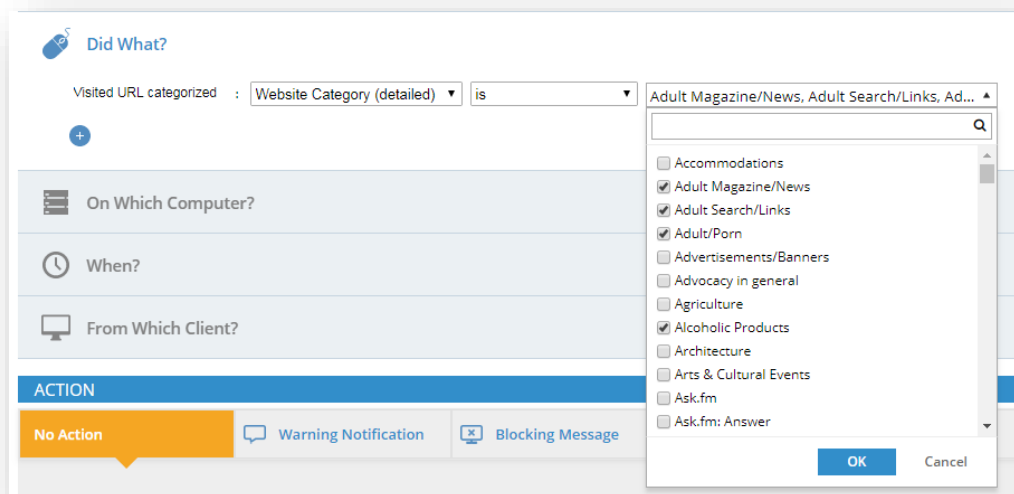 Did What?
Visited URL categorized : Website Category (detailed) is Adult Magazine/News, Adult Search/Links, Ad...
Accommodations
Adult Magazine/News
Adult Search/Links
Adult/Porn
Advertisements/Banners
Advocacy in general
Agriculture
Alcoholic Products
Architecture
Arts & Cultural Events
Ask.fm
Ask.fm: Answer
OK Cancel
On Which Computer?
When?
From Which Client?
ACTION
No Action Warning Notification Blocking Message